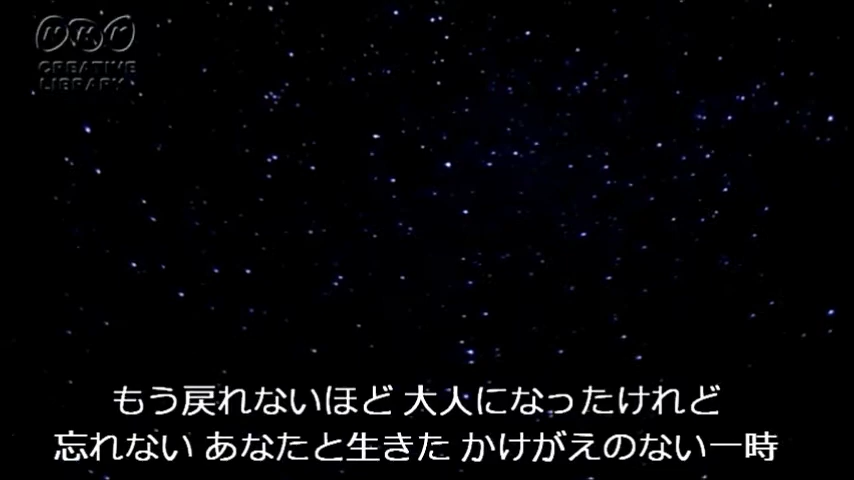 NHK
CREATIVE
LIBRARY
もう戻れないほど 大人になったけれど
忘れない あなたと生きた かけがえのない一時